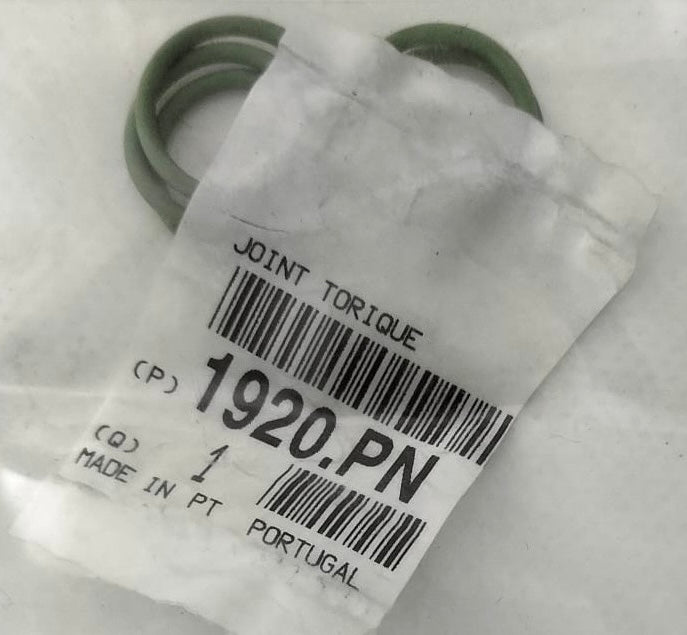 JOINT TORIQUE
(P) 1920.PN
(Q) 1
MADE IN PT PORTUGAL